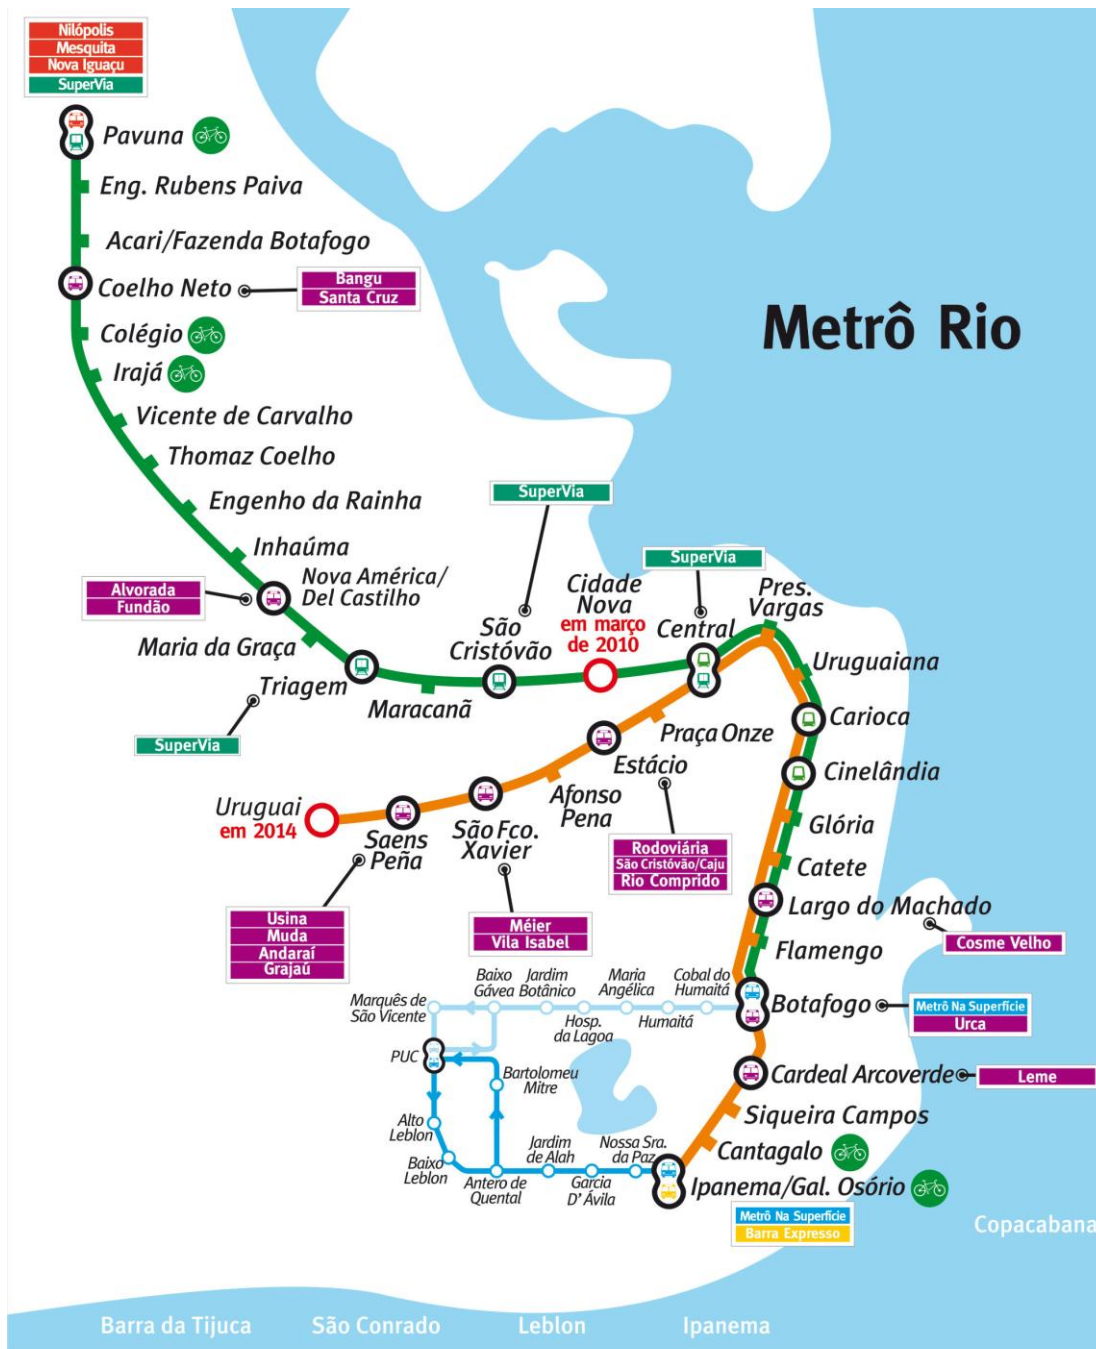 Nilópolis
Mesquita
Nova Iguaçu
SuperVia
Pavuna
Eng. Rubens Paiva
Acari/Fazenda Botafogo
Coelho Neto
Bangu
Santa Cruz
Metrô Rio
Colégio
Irajá
Vicente de Carvalho
Thomaz Coelho
Engenho da Rainha
SuperVia
Inhaúma
SuperVia
Nova América/
Del Castilho
Alvorada
Fundão
Cidade
Nova
em março
de 2010
Pres.
Vargas
Central
São
Cristóvão
Maria da Graça
Uruguaiana
Triagem
Maracanã
Carioca
Praça Onze
SuperVia
Estácio
Cinelândia
Afonso
Pena
Uruguai
em 2014
Saens
Peña
São Fco.
Xavier
Glória
Rodoviária
São Cristóvão/Caju
Rio Comprido
Catete
Largo do Machado
Usina
Muda
Andaraí
Grajaú
Méier
Vila Isabel
Cosme Velho
Flamengo
Baixo
Gávea
Jardim
Botânico
Maria
Angélica
Cobal do
Humaitá
Marquês de
São Vicente
Hosp.
da Lagoa
Humaitá
Botafogo
Metrô Na Superfície
Urca
PUC
Bartolomeu
Mitre
Cardeal Arcoverde
Leme
Siqueira Campos
Alto
Leblon
Cantagalo
Baixo
Leblon
Antero de
Quental
Jardim
de Alah
Garcia
D' Ávila
Nossa Sra.
da Paz
Ipanema/Gal. Osório
Metrô Na Superfície
Barra Expresso
Copacabana
Barra da Tijuca
São Conrado
Leblon
Ipanema